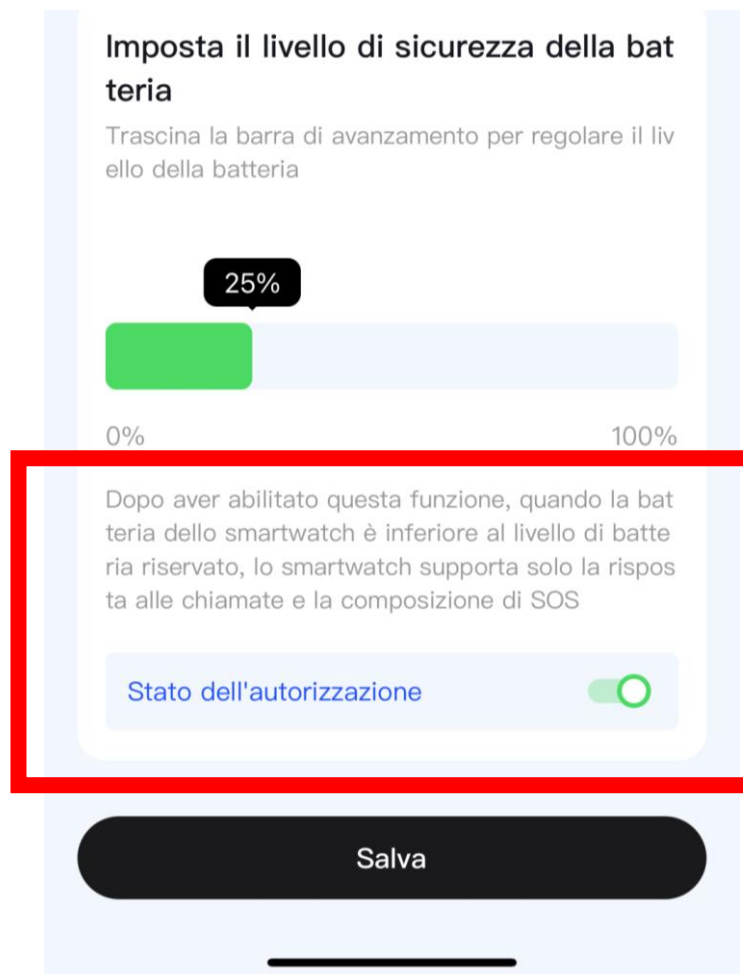 Imposta il livello di sicurezza della bat
teria
Trascina la barra di avanzamento per regolare il liv
ello della batteria
25%
0% 100%
Dopo aver abilitato questa funzione, quando la bat
teria dello smartwatch è inferiore al livello di batte
ria riservato, lo smartwatch supporta solo la rispos
ta alle chiamate e la composizione di SOS
Stato dell'autorizzazione
Salva